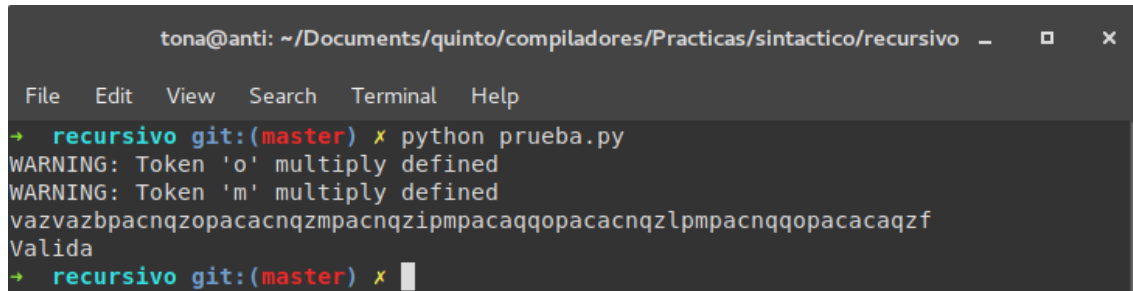 tona@anti: ~/Documents/quinto/compiladores/Practicas/sintactico/recursivo
File Edit View Search Terminal Help
→ recursivo git:(master) ✗ python prueba.py
WARNING: Token 'o' multiply defined
WARNING: Token 'm' multiply defined
vazvazbpacnqzopacacnqzmpacnqzipmpacaqqopacacnqzlpmpacnqqopacacaqzf
Valida
→ recursivo git:(master) ✗